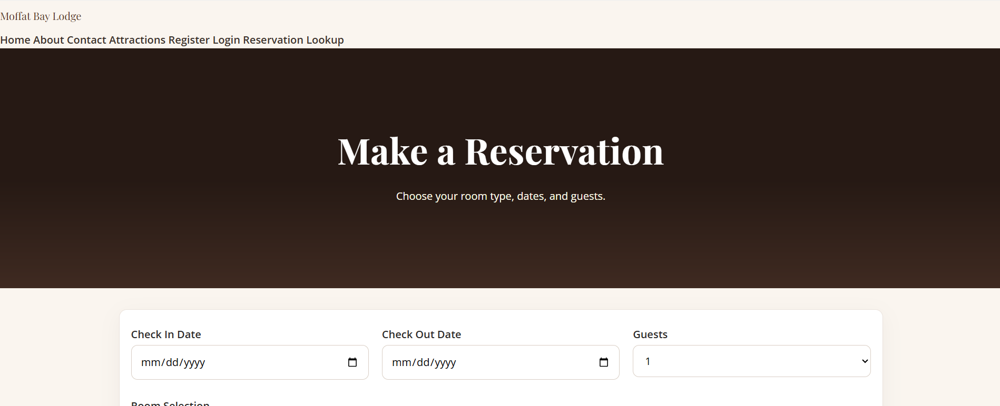 Moffat Bay Lodge
Home About Contact Attractions Register Login Reservation Lookup
Make a Reservation
Choose your room type, dates, and guests.
Check In Date Check Out Date Guests
mm/dd/yyyy mm/dd/yyyy 1
Room Selection